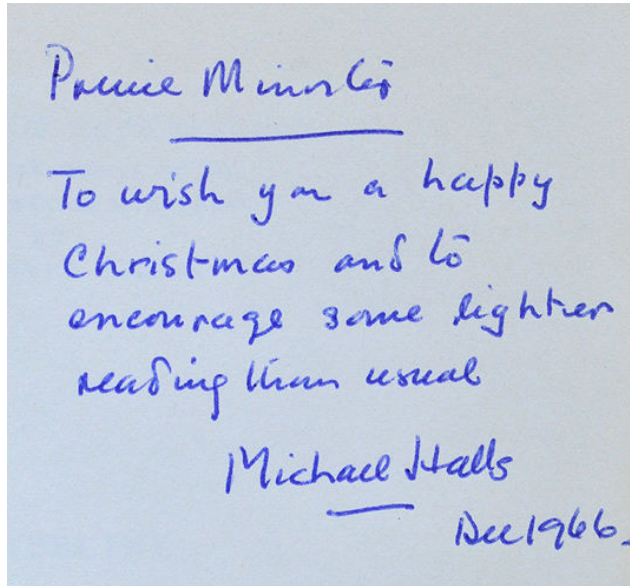 Prime Minister
To wish you a happy
Christmas and to
encourage some lighter
reading than usual
Michael Halls
Dec 1966.